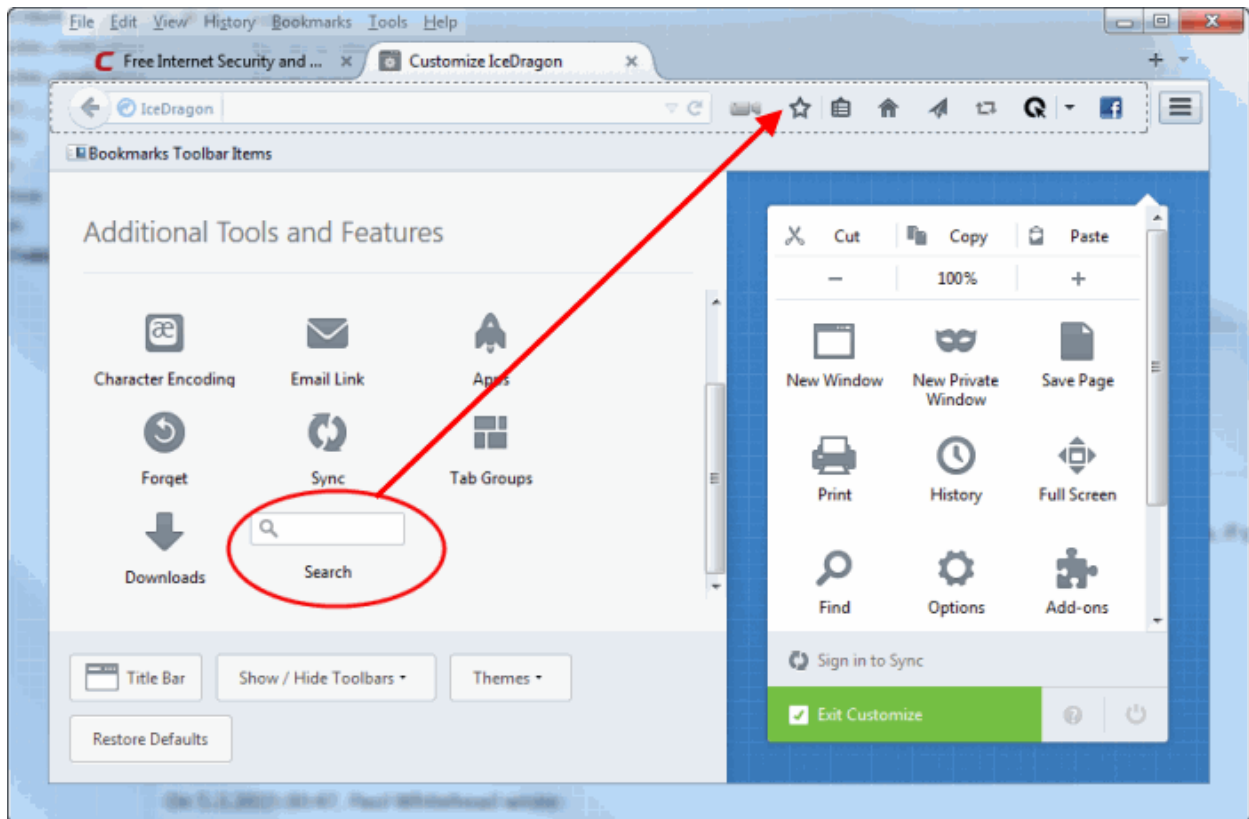 File Edit View History Bookmarks Tools Help
Free Internet Security and ...
Customize IceDragon
IceDragon
Bookmarks Toolbar Items
Additional Tools and Features
Character Encoding
Email Link
Apps
Forget
Sync
Tab Groups
Downloads
Search
Title Bar
Show / Hide Toolbars
Themes
Restore Defaults
Cut
Copy
Paste
100%
New Window
New Private
Window
Save Page
Print
History
Full Screen
Find
Options
Add-ons
Sign in to Sync
Exit Customize